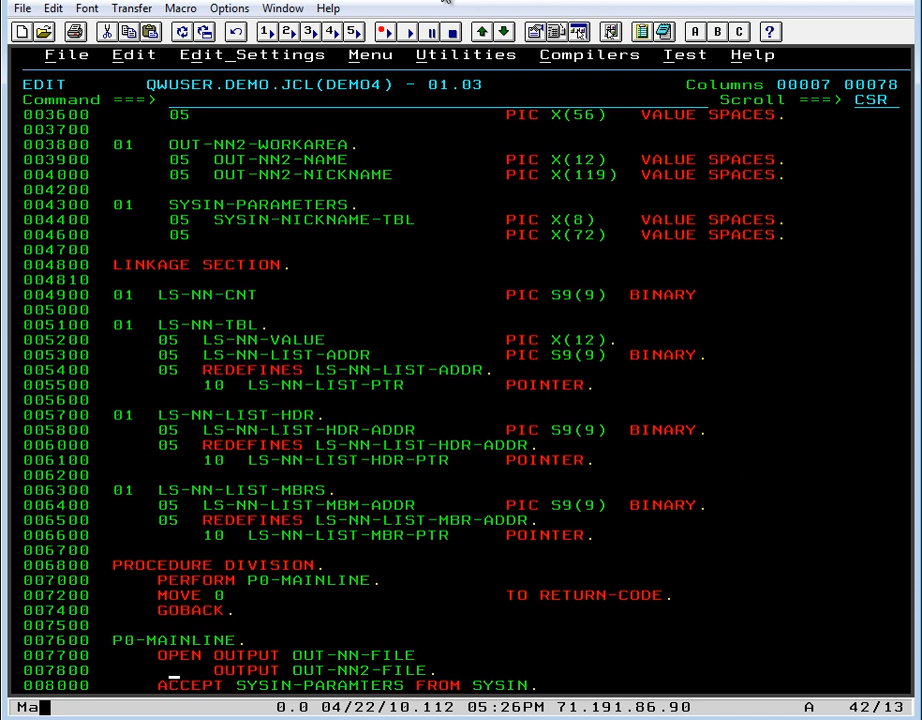 File Edit Font Transfer Macro Options Window Help
1 2 3 4 5 A B C ?
File Edit Edit_Settings Menu Utilities Compilers Test Help
EDIT QWUSER.DEMO.JCL(DEMO4) - 01.03 Columns 00007 00078
Command ===> Scroll ===> CSR
003600 05 PIC X(56) VALUE SPACES.
003700
003800 01 OUT-NN2-WORKAREA.
003900 05 OUT-NN2-NAME PIC X(12) VALUE SPACES.
004000 05 OUT-NN2-NICKNAME PIC X(119) VALUE SPACES.
004200
004300 01 SYSIN-PARAMETERS.
004400 05 SYSIN-NICKNAME-TBL PIC X(8) VALUE SPACES.
004600 05 PIC X(72) VALUE SPACES.
004700
004800 LINKAGE SECTION.
004810
004900 01 LS-NN-CNT PIC S9(9) BINARY
005000
005100 01 LS-NN-TBL.
005200 05 LS-NN-VALUE PIC X(12).
005300 05 LS-NN-LIST-ADDR PIC S9(9) BINARY.
005400 05 REDEFINES LS-NN-LIST-ADDR.
005500 10 LS-NN-LIST-PTR POINTER.
005600
005700 01 LS-NN-LIST-HDR.
005800 05 LS-NN-LIST-HDR-ADDR PIC S9(9) BINARY.
006000 05 REDEFINES LS-NN-LIST-HDR-ADDR.
006100 10 LS-NN-LIST-HDR-PTR POINTER.
006200
006300 01 LS-NN-LIST-MBRS.
006400 05 LS-NN-LIST-MBM-ADDR PIC S9(9) BINARY.
006500 05 REDEFINES LS-NN-LIST-MBR-ADDR.
006600 10 LS-NN-LIST-MBR-PTR POINTER.
006700
006800 PROCEDURE DIVISION.
007000 PERFORM P0-MAINLINE.
007200 MOVE 0 TO RETURN-CODE.
007400 GOBACK.
007500
007600 P0-MAINLINE.
007700 OPEN OUTPUT OUT-NN-FILE
007800 OUTPUT OUT-NN2-FILE.
008000 ACCEPT SYSIN-PARAMTERS FROM SYSIN.
Ma 0.0 04/22/10.112 05:26PM 71.191.86.90 A 42/13